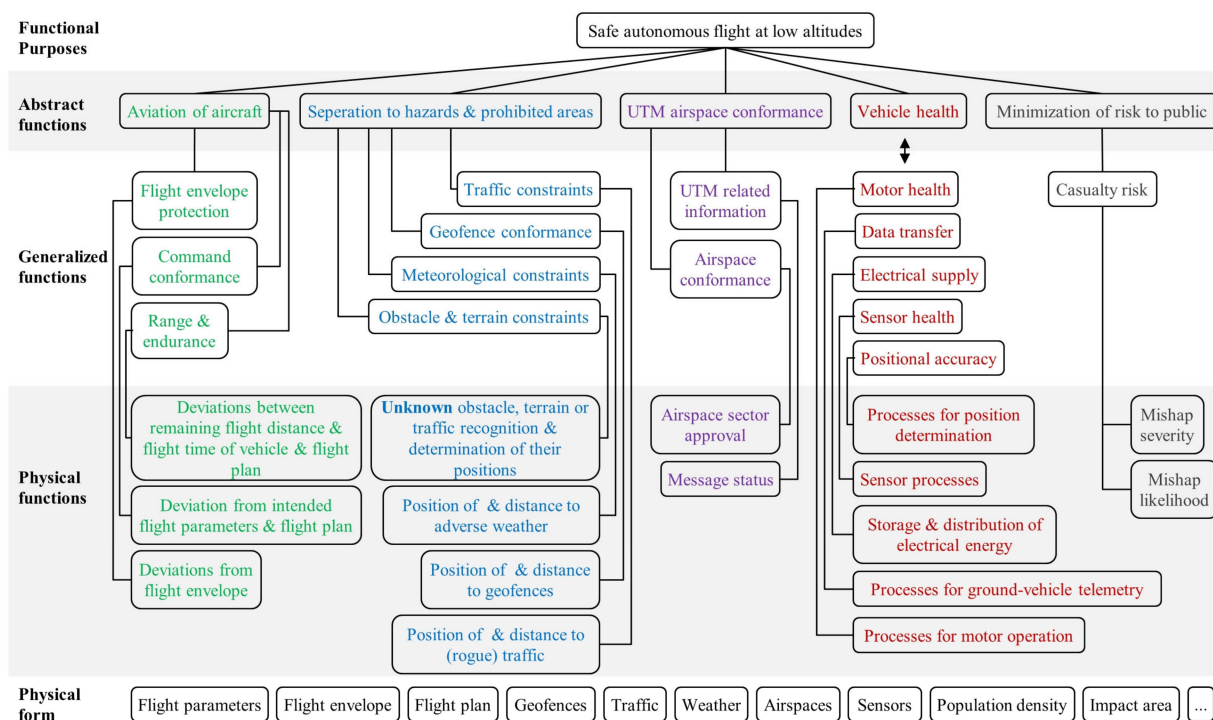 Functional
Purposes
Safe autonomous flight at low altitudes
Abstract
functions
Aviation of aircraft
Seperation to hazards & prohibited areas
UTM airspace conformance
Vehicle health
Minimization of risk to public
Generalized
functions
Flight envelope
protection
Command
conformance
Range &
endurance
Traffic constraints
Geofence conformance
Meteorological constraints
Obstacle & terrain constraints
UTM related
information
Airspace
conformance
Motor health
Data transfer
Electrical supply
Sensor health
Positional accuracy
Casualty risk
Physical
functions
Deviations between
remaining flight distance &
flight time of vehicle & flight
plan
Deviation from intended
flight parameters & flight plan
Deviations from
flight envelope
Unknown obstacle, terrain or
traffic recognition &
determination of their
positions
Position of & distance to
adverse weather
Position of & distance
to geofences
Position of & distance to
(rogue) traffic
Airspace sector
approval
Message status
Processes for position
determination
Sensor processes
Storage & distribution of
electrical energy
Processes for ground-vehicle telemetry
Processes for motor operation
Mishap
severity
Mishap
likelihood
Physical
form
Flight parameters
Flight envelope
Flight plan
Geofences
Traffic
Weather
Airspaces
Sensors
Population density
Impact area
...